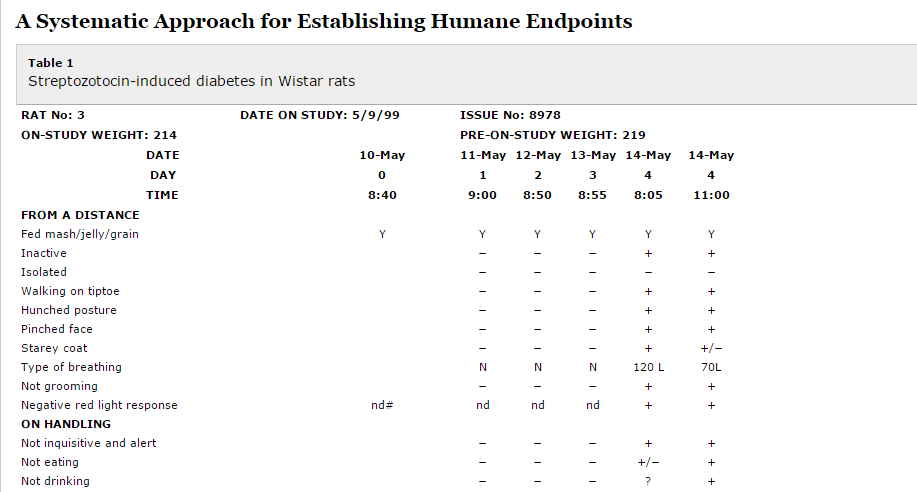 A Systematic Approach for Establishing Humane Endpoints
Table 1
Streptozotocin-induced diabetes in Wistar rats
RAT No: 3 DATE ON STUDY: 5/9/99 ISSUE No: 8978
ON-STUDY WEIGHT: 214 PRE-ON-STUDY WEIGHT: 219
DATE 10-May 11-May 12-May 13-May 14-May 14-May
DAY 0 1 2 3 4 4
TIME 8:40 9:00 8:50 8:55 8:05 11:00
FROM A DISTANCE
Fed mash/jelly/grain Y Y Y Y Y Y
Inactive – – – + +
Isolated – – – – –
Walking on tiptoe – – – + +
Hunched posture – – – + +
Pinched face – – – + +
Starey coat – – – + +/–
Type of breathing N N N 120 L 70L
Not grooming – – – + +
Negative red light response nd# nd nd nd + +
ON HANDLING
Not inquisitive and alert – – – + +
Not eating – – – +/– +
Not drinking – – – ? +